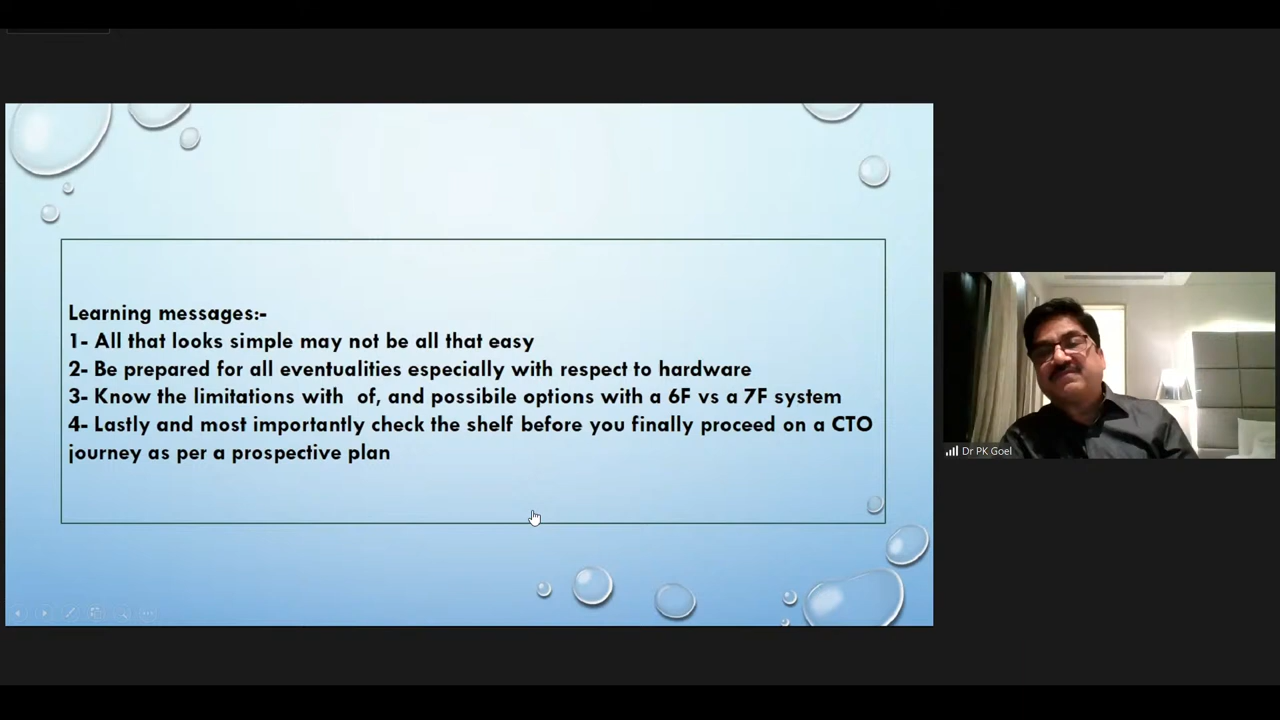 Learning messages:-
1- All that looks simple may not be all that easy
2- Be prepared for all eventualities especially with respect to hardware
3- Know the limitations with  of, and possibile options with a 6F vs a 7F system
4- Lastly and most importantly check the shelf before you finally proceed on a CTO
journey as per a prospective plan
Dr PK Goel